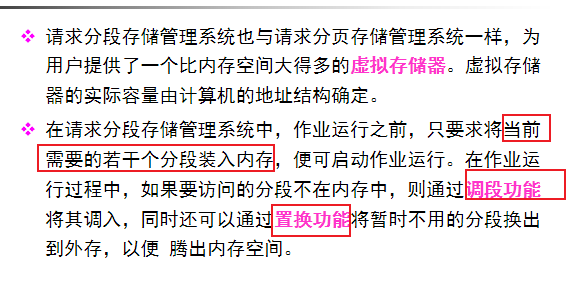 ❖ 请求分段存储管理系统也与请求分页存储管理系统一样，为
用户提供了一个比内存空间大得多的虚拟存储器。虚拟存储
器的实际容量由计算机的地址结构确定。
❖ 在请求分段存储管理系统中，作业运行之前，只要求将当前
需要的若干个分段装入内存，便可启动作业运行。在作业运
行过程中，如果要访问的分段不在内存中，则通过调段功能
将其调入，同时还可以通过置换功能将暂时不用的分段换出
到外存，以便 腾出内存空间。